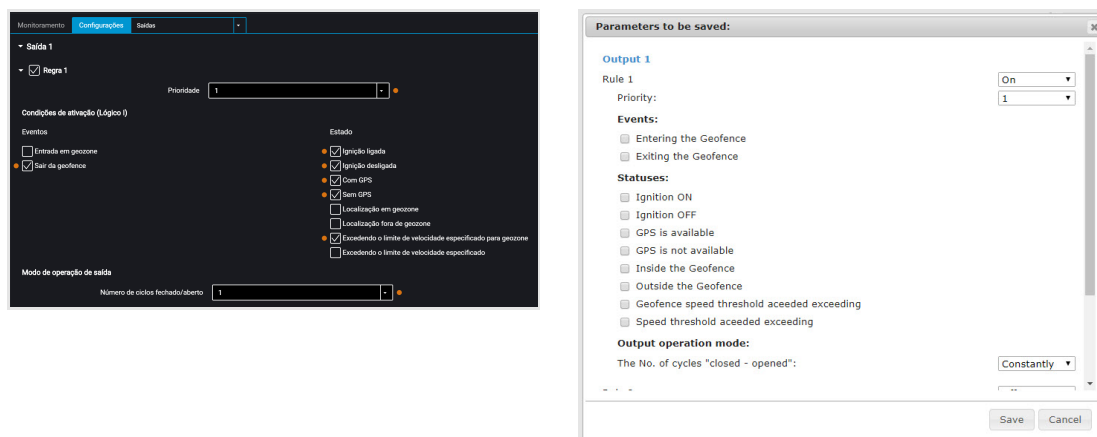 Monitoramento Configurações Saídas
Saída 1
Regra 1
Prioridade 1
Condições de ativação (Lógico I)
Eventos Estado
Entrada em geozone Ignição ligada
Sair da geofence Ignição desligada
Com GPS
Sem GPS
Localização em geozone
Localização fora de geozone
Excedendo o limite de velocidade especificado para geozone
Excedendo o limite de velocidade especificado
Modo de operação de saída
Número de ciclos fechado/aberto 1
Parameters to be saved:
Output 1
Rule 1 On
Priority: 1
Events:
Entering the Geofence
Exiting the Geofence
Statuses:
Ignition ON
Ignition OFF
GPS is available
GPS is not available
Inside the Geofence
Outside the Geofence
Geofence speed threshold aceeded exceeding
Speed threshold aceeded exceeding
Output operation mode:
The No. of cycles "closed - opened": Constantly
Save Cancel